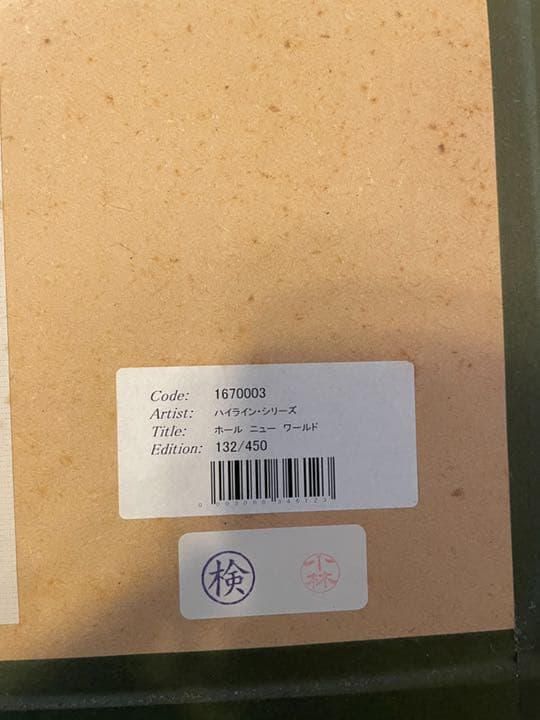 Code: 1670003
Artist: ハイライン・シリーズ
Title: ホール ニュー ワールド
Edition: 132/450
検
小林